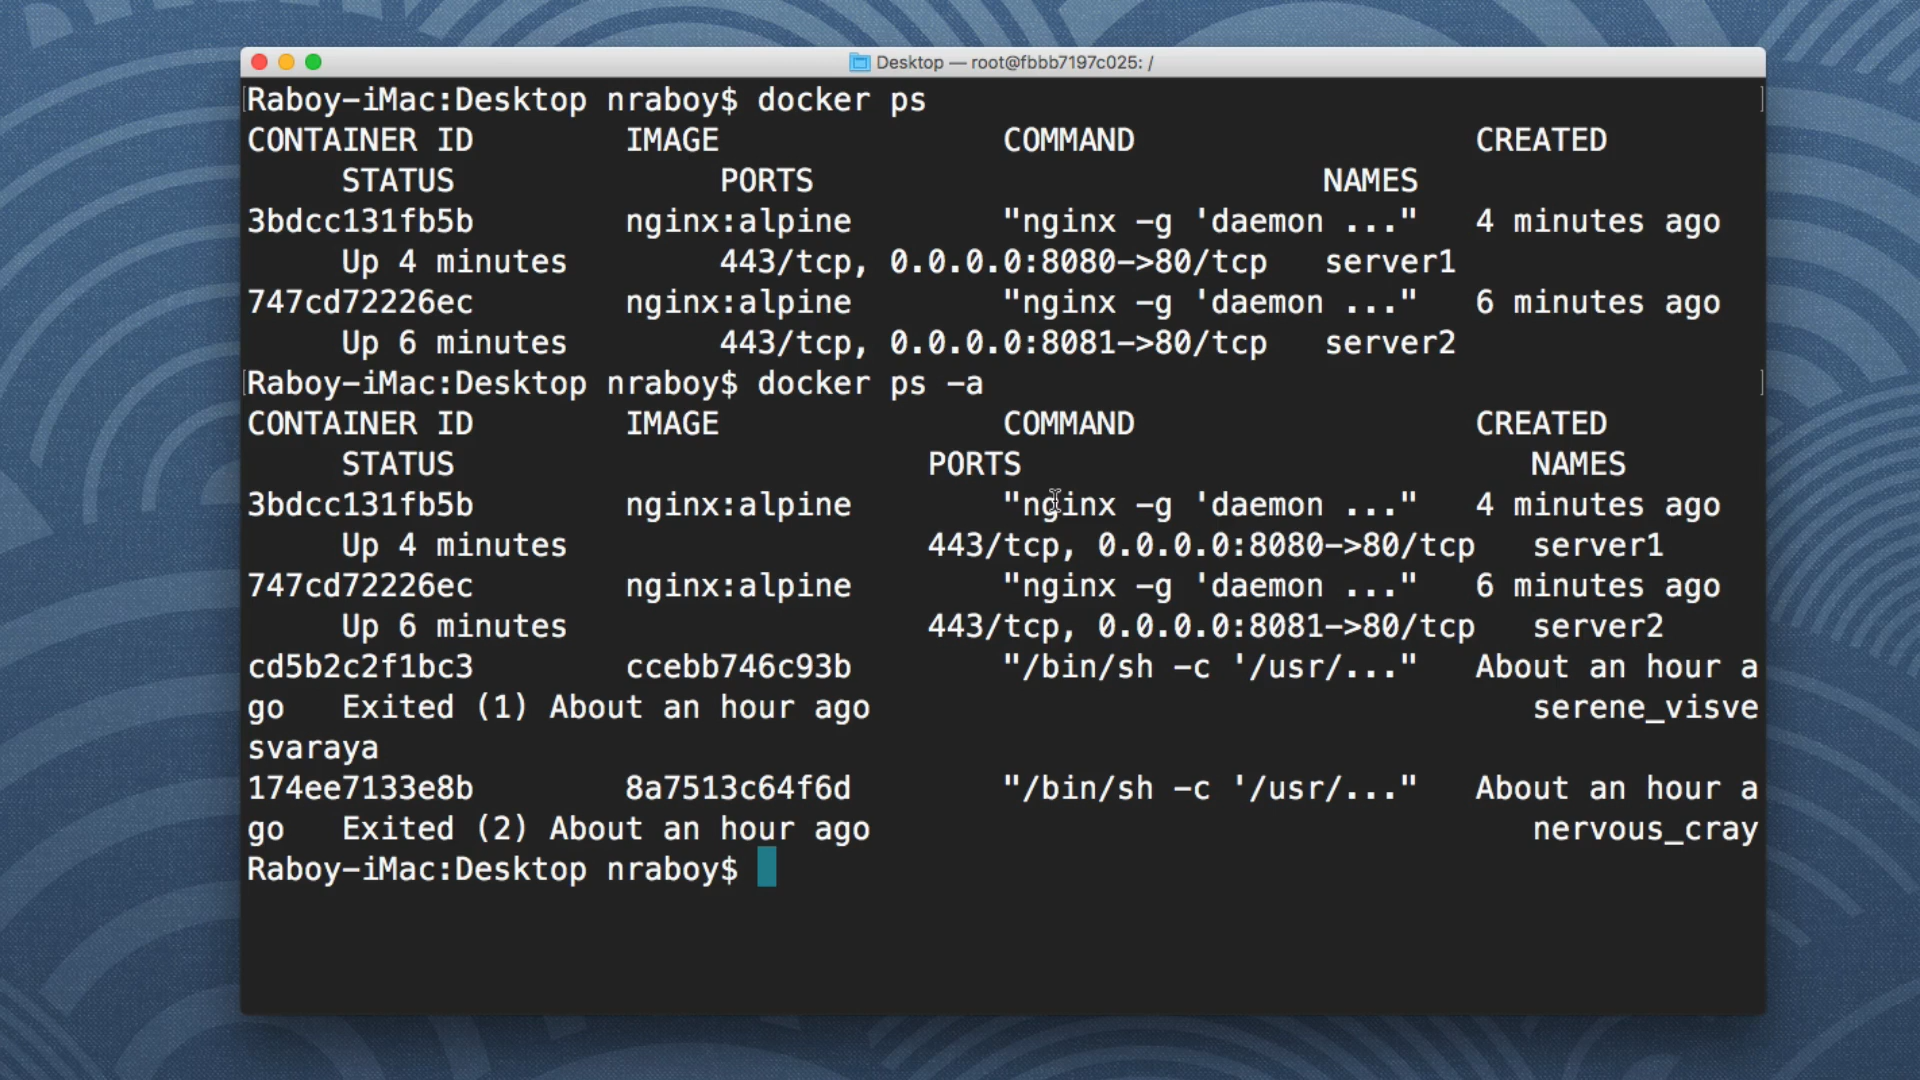 Desktop — root@fbbb7197c025: /
Raboy-iMac:Desktop nraboy$ docker ps
CONTAINER ID        IMAGE               COMMAND                  CREATED
     STATUS              PORTS                           NAMES
3bdcc131fb5b        nginx:alpine        "nginx -g 'daemon ..."   4 minutes ago
     Up 4 minutes        443/tcp, 0.0.0.0:8080->80/tcp   server1
747cd72226ec        nginx:alpine        "nginx -g 'daemon ..."   6 minutes ago
     Up 6 minutes        443/tcp, 0.0.0.0:8081->80/tcp   server2
Raboy-iMac:Desktop nraboy$ docker ps -a
CONTAINER ID        IMAGE               COMMAND                  CREATED
     STATUS                         PORTS                           NAMES
3bdcc131fb5b        nginx:alpine        "nginx -g 'daemon ..."   4 minutes ago
     Up 4 minutes                   443/tcp, 0.0.0.0:8080->80/tcp   server1
747cd72226ec        nginx:alpine        "nginx -g 'daemon ..."   6 minutes ago
     Up 6 minutes                   443/tcp, 0.0.0.0:8081->80/tcp   server2
cd5b2c2f1bc3        ccebb746c93b        "/bin/sh -c '/usr/..."   About an hour a
go   Exited (1) About an hour ago                                   serene_visve
svaraya
174ee7133e8b        8a7513c64f6d        "/bin/sh -c '/usr/..."   About an hour a
go   Exited (2) About an hour ago                                   nervous_cray
Raboy-iMac:Desktop nraboy$